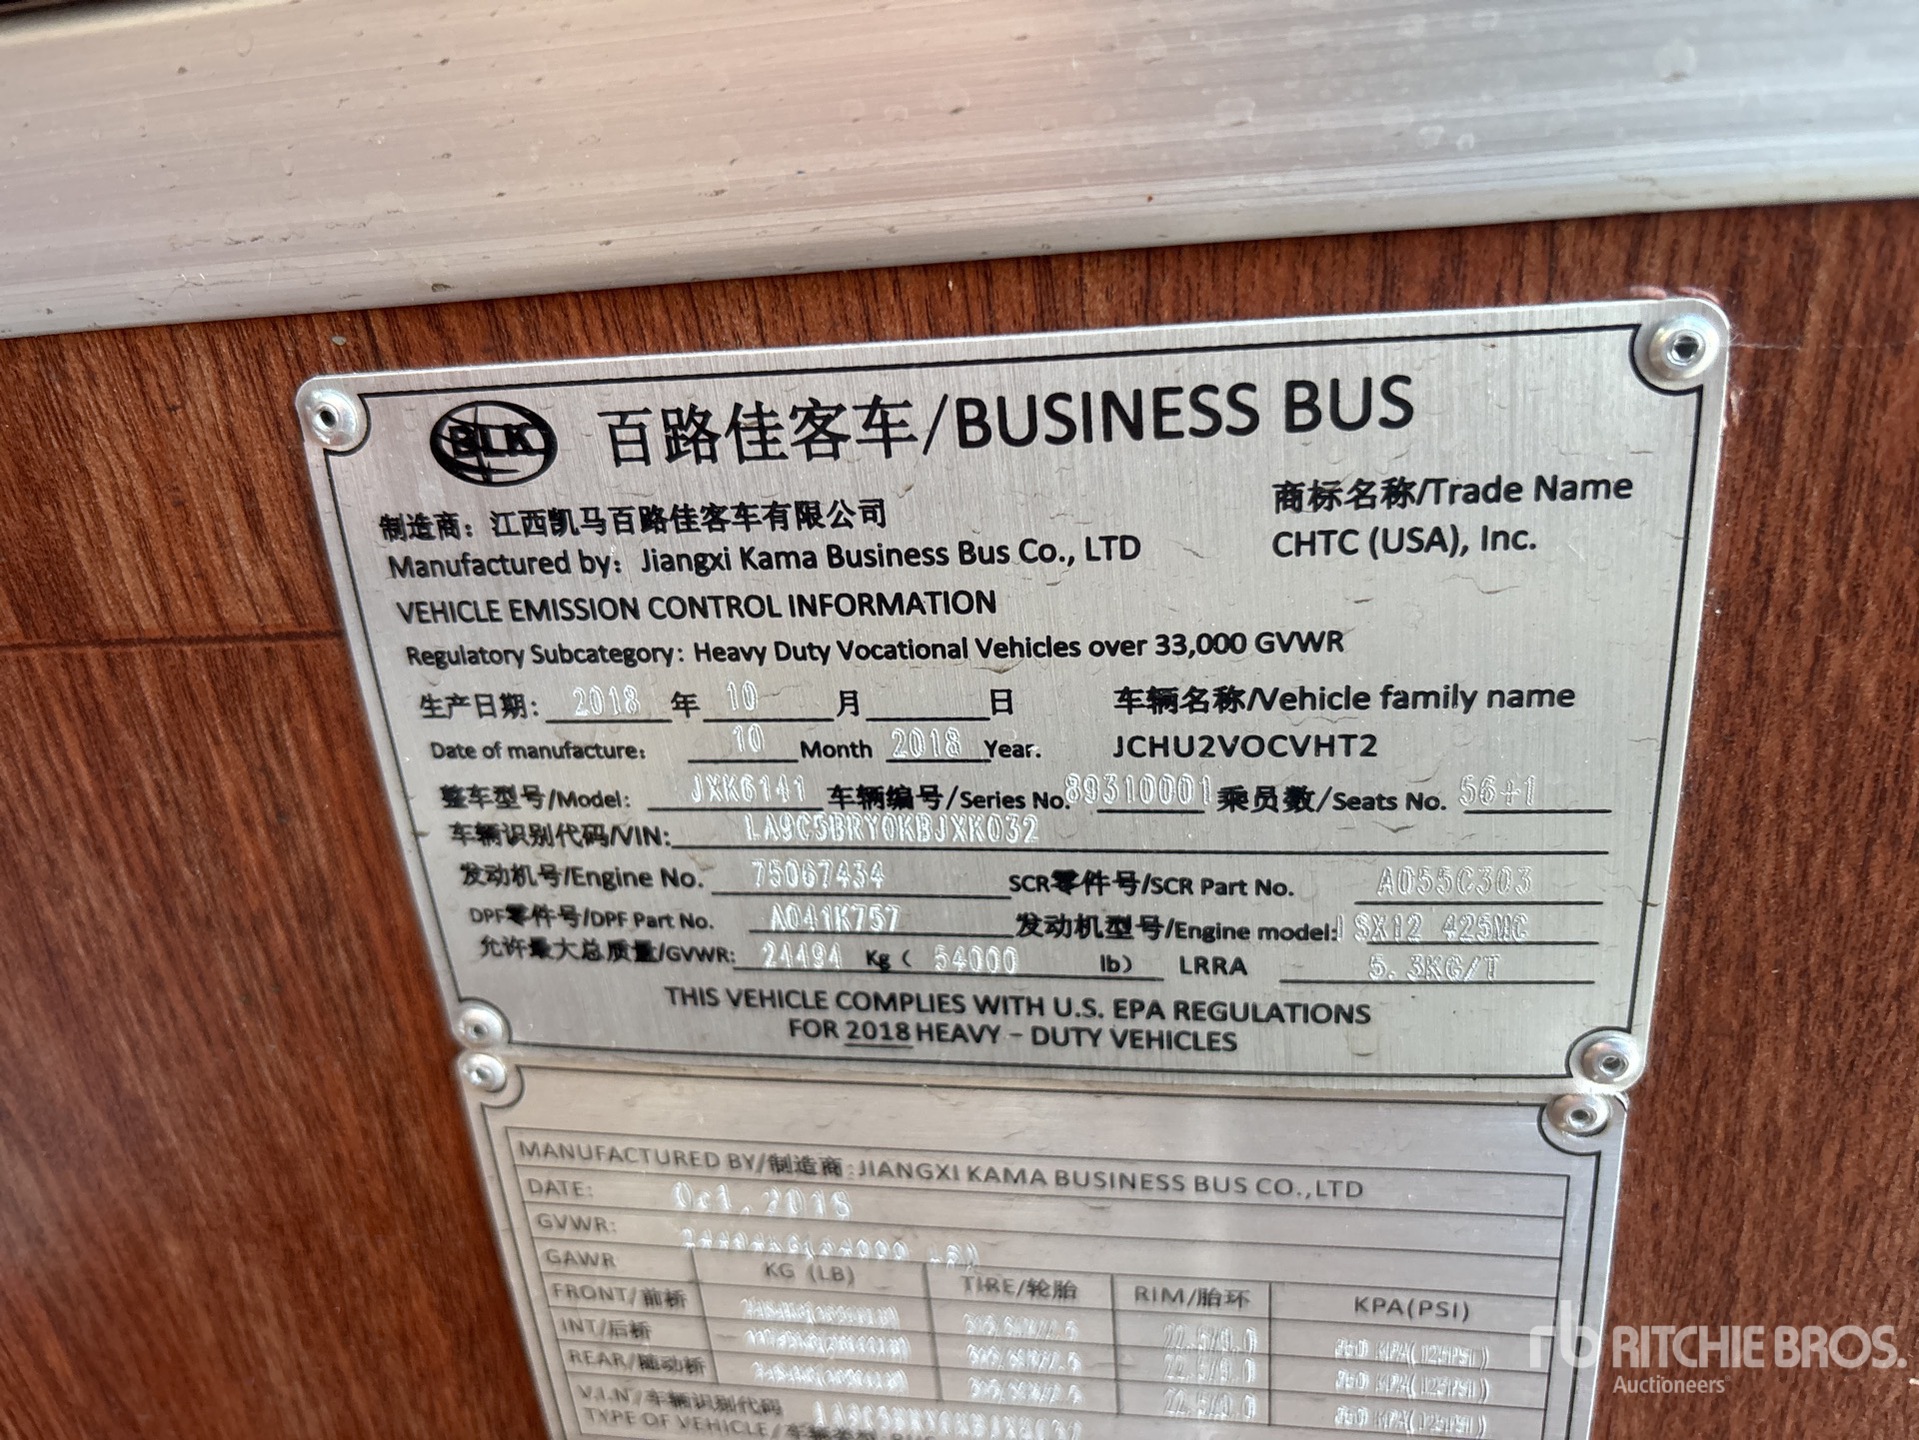 BLK 百路佳客车/BUSINESS BUS
制造商：江西凯马百路佳客车有限公司
Manufactured by: Jiangxi Kama Business Bus Co., LTD
商标名称/Trade Name
CHTC (USA), Inc.
VEHICLE EMISSION CONTROL INFORMATION
Regulatory Subcategory: Heavy Duty Vocational Vehicles over 33,000 GVWR
生产日期: 2018 年 10 月 日
Date of manufacture: 10 Month 2018 Year.
车辆名称/Vehicle family name
JCHU2VOCVHT2
整车型号/Model: JXK6141 车辆编号/Series No. 89310001 乘员数/Seats No. 56+1
车辆识别代码/VIN: LA9C5BRY0KBJXK032
发动机号/Engine No. 75067434 SCR零件号/SCR Part No. A055C303
DPF零件号/DPF Part No. A041K757 发动机型号/Engine model: ISX12 425MC
允许最大总质量/GVWR: 24494 Kg ( 54000 lb) LRRA 5.3KG/T
THIS VEHICLE COMPLIES WITH U.S. EPA REGULATIONS
FOR 2018 HEAVY - DUTY VEHICLES
MANUFACTURED BY/制造商:JIANGXI KAMA BUSINESS BUS CO.,LTD
DATE: Oct.2018
GVWR:
GAWR KG (LB) TIRE/轮胎 RIM/胎环 KPA(PSI)
FRONT/前桥
INT/后桥
REAR/随动桥
V.I.N/车辆识别代码
TYPE OF VEHICLE/
rb RITCHIE BROS.
Auctioneers